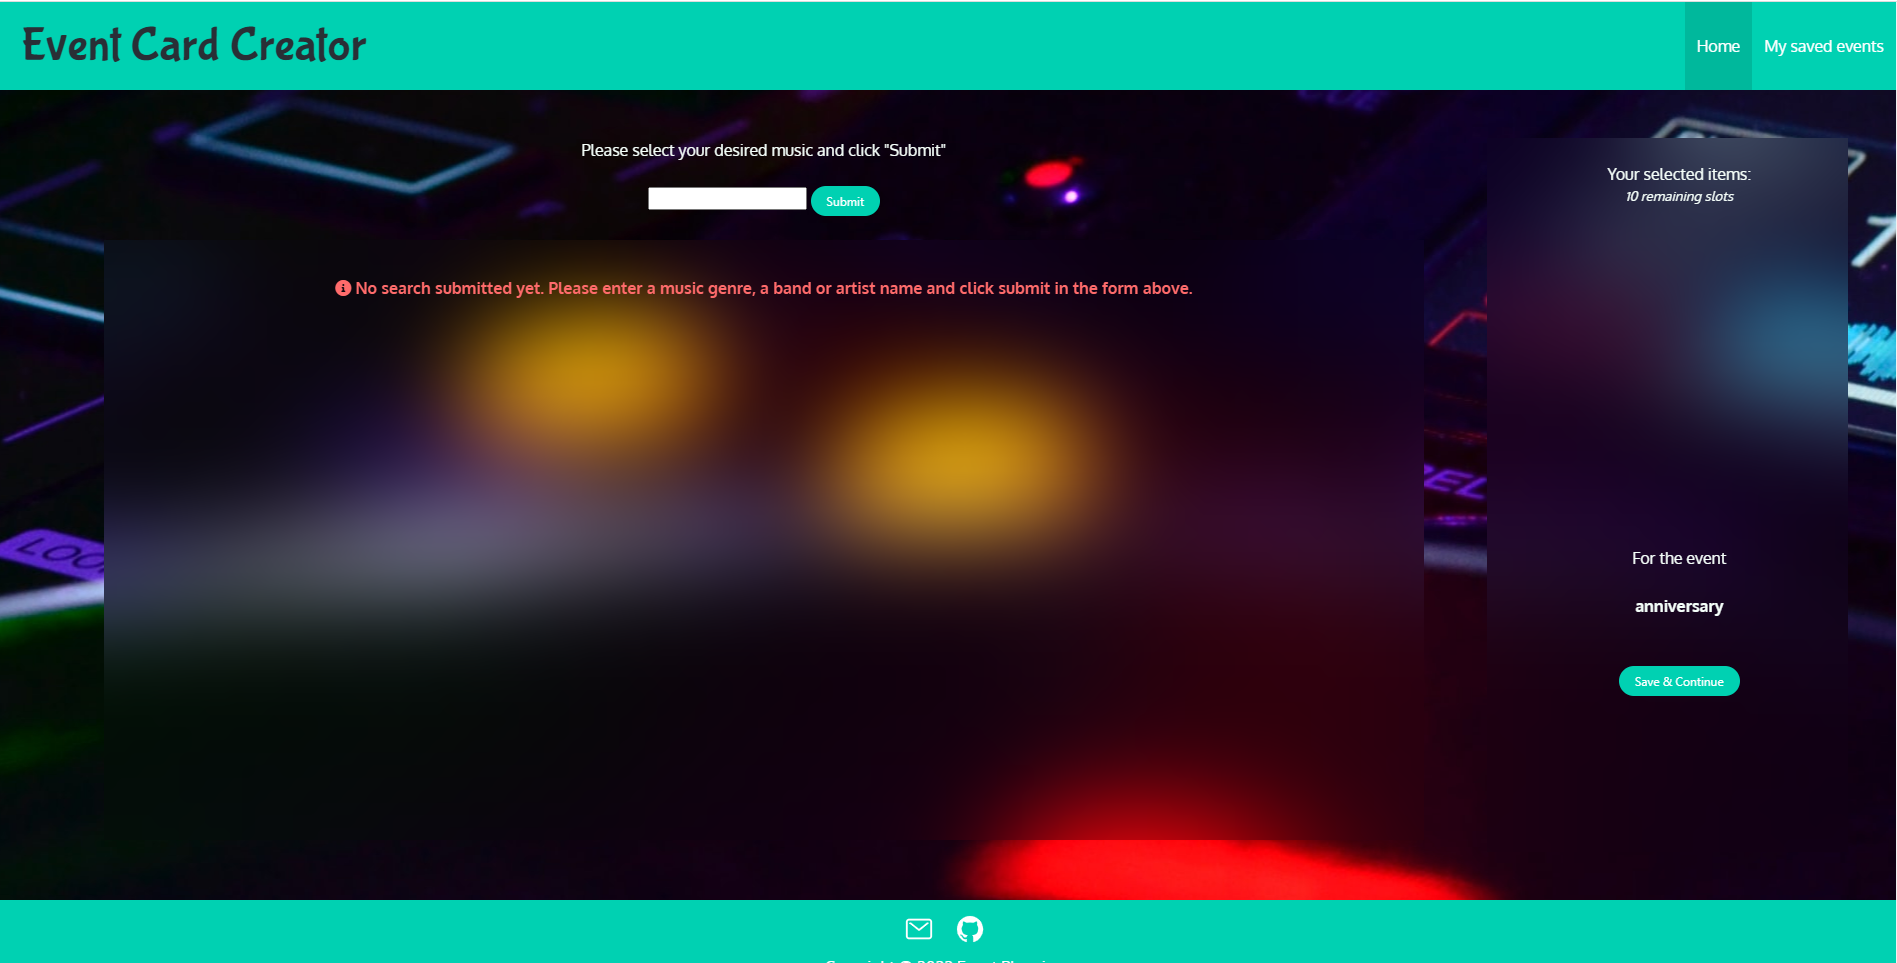 Event Card Creator
Home
My saved events
CUE
Please select your desired music and click "Submit"
Submit
Your selected items:
10 remaining slots
No search submitted yet. Please enter a music genre, a band or artist name and click submit in the form above.
For the event
anniversary
Save & Continue